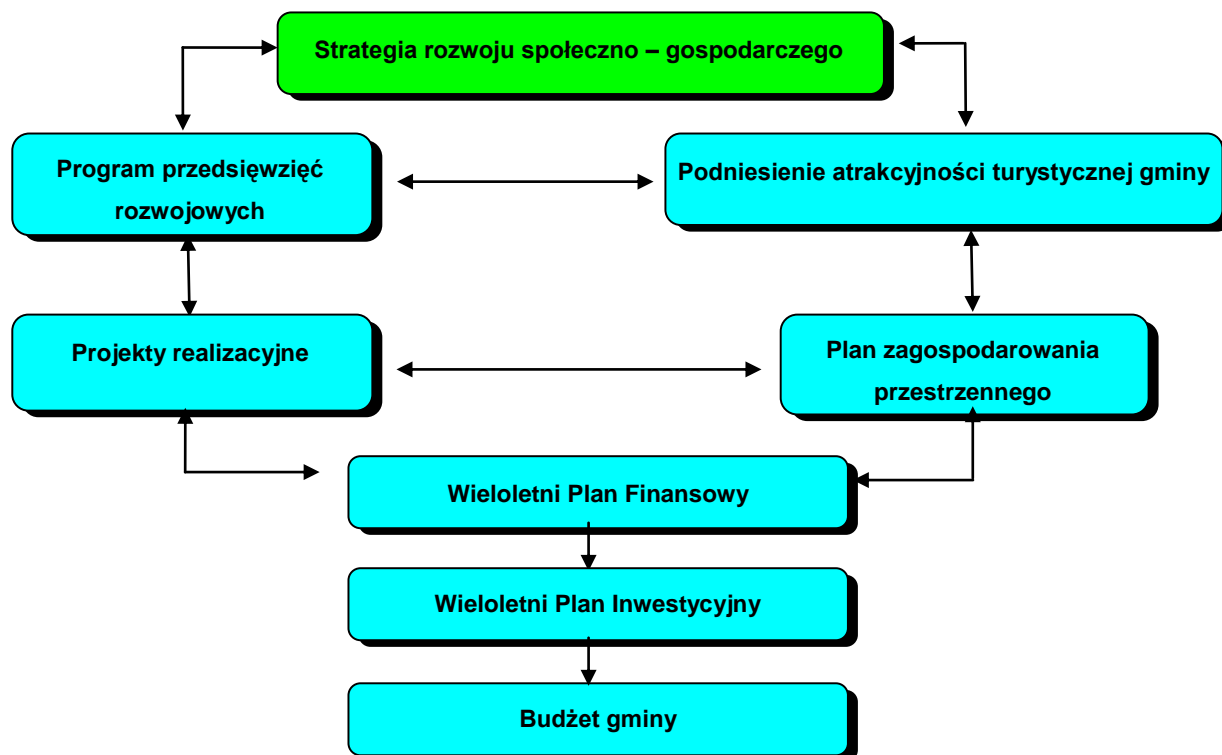 Strategia rozwoju społeczno – gospodarczego
Program przedsięwzięć
rozwojowych
Podniesienie atrakcyjności turystycznej gminy
Projekty realizacyjne
Plan zagospodarowania
przestrzennego
Wieloletni Plan Finansowy
Wieloletni Plan Inwestycyjny
Budżet gminy